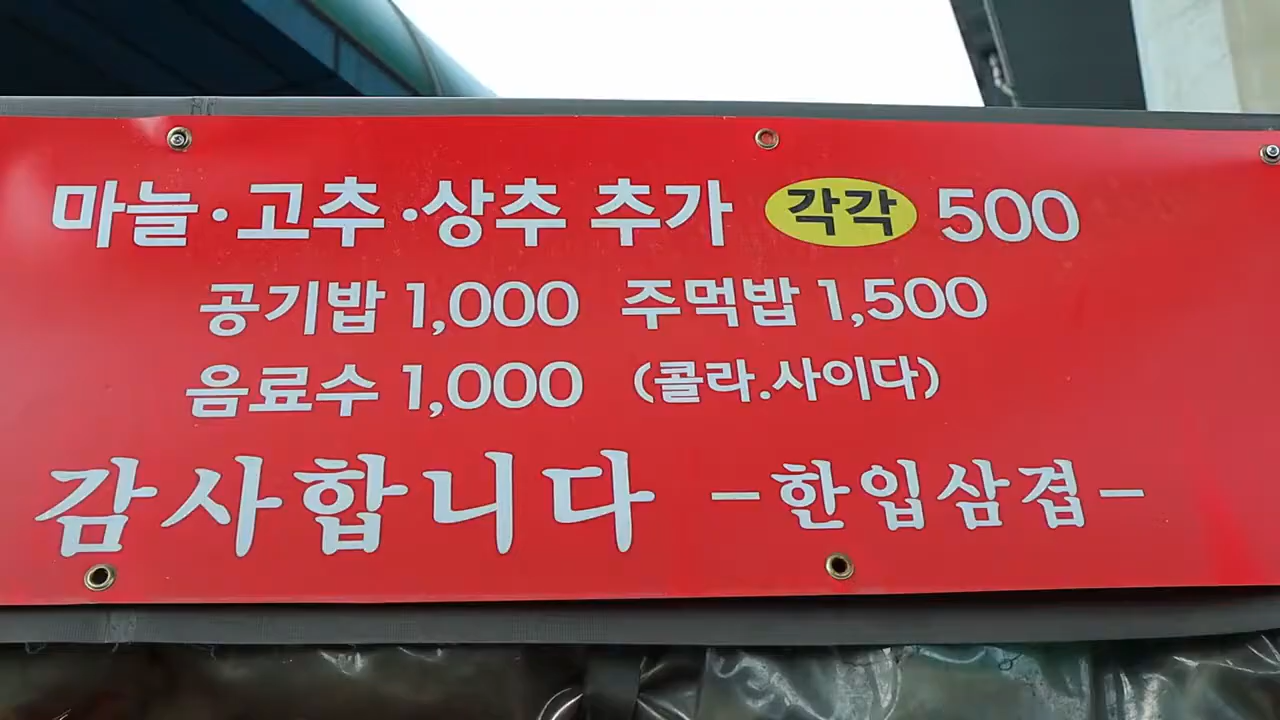 마늘·고추·상추 추가 각각 500
공기밥 1,000 주먹밥 1,500
음료수 1,000 (콜라.사이다)
감사합니다 -한입삼겹-